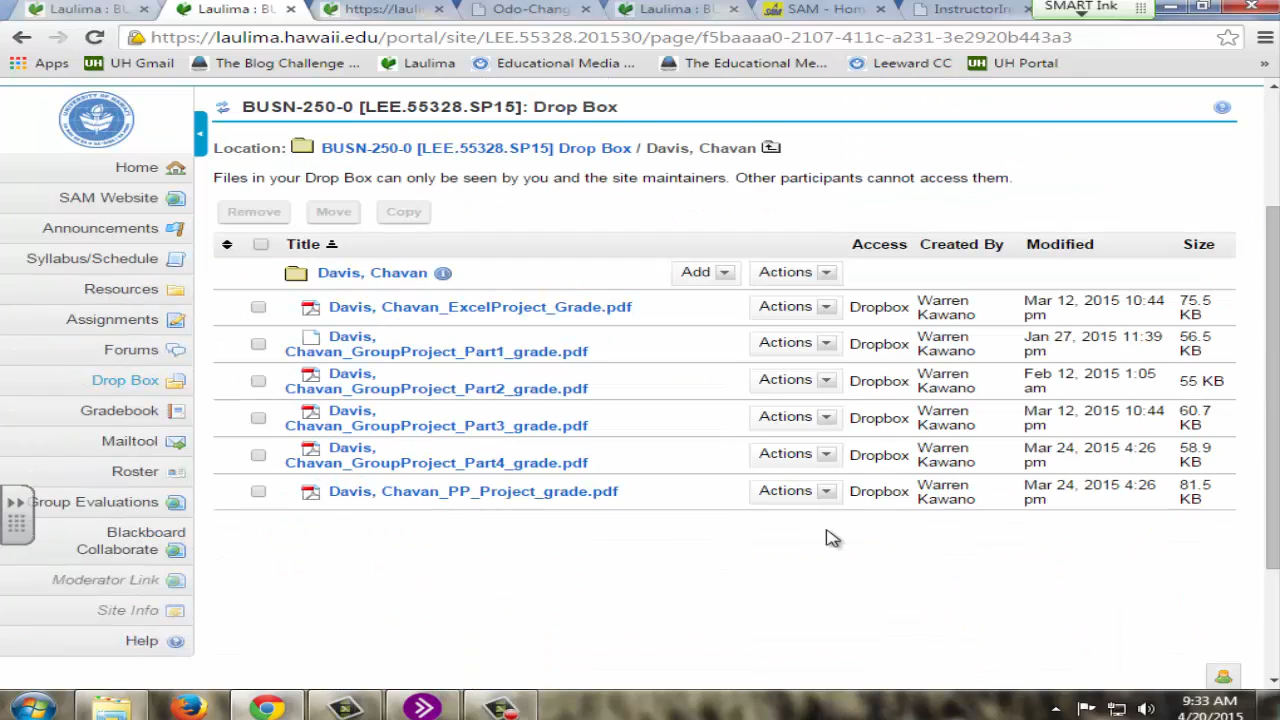 Laulima : BU
Laulima : BU
https://lauli
Odo-Chang
Laulima : BU
SAM - Hom
InstructorIn
SMART Ink
https://laulima.hawaii.edu/portal/site/LEE.55328.201530/page/f5baaaa0-2107-411c-a231-3e2920b443a3
Apps
UH Gmail
The Blog Challenge ...
Laulima
Educational Media ...
The Educational Me...
Leeward CC
UH Portal
»
BUSN-250-0 [LEE.55328.SP15]: Drop Box
Location: BUSN-250-0 [LEE.55328.SP15] Drop Box / Davis, Chavan
Files in your Drop Box can only be seen by you and the site maintainers. Other participants cannot access them.
Remove Move Copy
Title Access Created By Modified Size
Davis, Chavan Add Actions
Davis, Chavan_ExcelProject_Grade.pdf Actions Dropbox Warren Kawano Mar 12, 2015 10:44 pm 75.5 KB
Davis, Chavan_GroupProject_Part1_grade.pdf Actions Dropbox Warren Kawano Jan 27, 2015 11:39 pm 56.5 KB
Davis, Chavan_GroupProject_Part2_grade.pdf Actions Dropbox Warren Kawano Feb 12, 2015 1:05 am 55 KB
Davis, Chavan_GroupProject_Part3_grade.pdf Actions Dropbox Warren Kawano Mar 12, 2015 10:44 pm 60.7 KB
Davis, Chavan_GroupProject_Part4_grade.pdf Actions Dropbox Warren Kawano Mar 24, 2015 4:26 pm 58.9 KB
Davis, Chavan_PP_Project_grade.pdf Actions Dropbox Warren Kawano Mar 24, 2015 4:26 pm 81.5 KB
Home
SAM Website
Announcements
Syllabus/Schedule
Resources
Assignments
Forums
Drop Box
Gradebook
Mailtool
Roster
Group Evaluations
Blackboard
Collaborate
Moderator Link
Site Info
Help
9:33 AM
4/20/2015